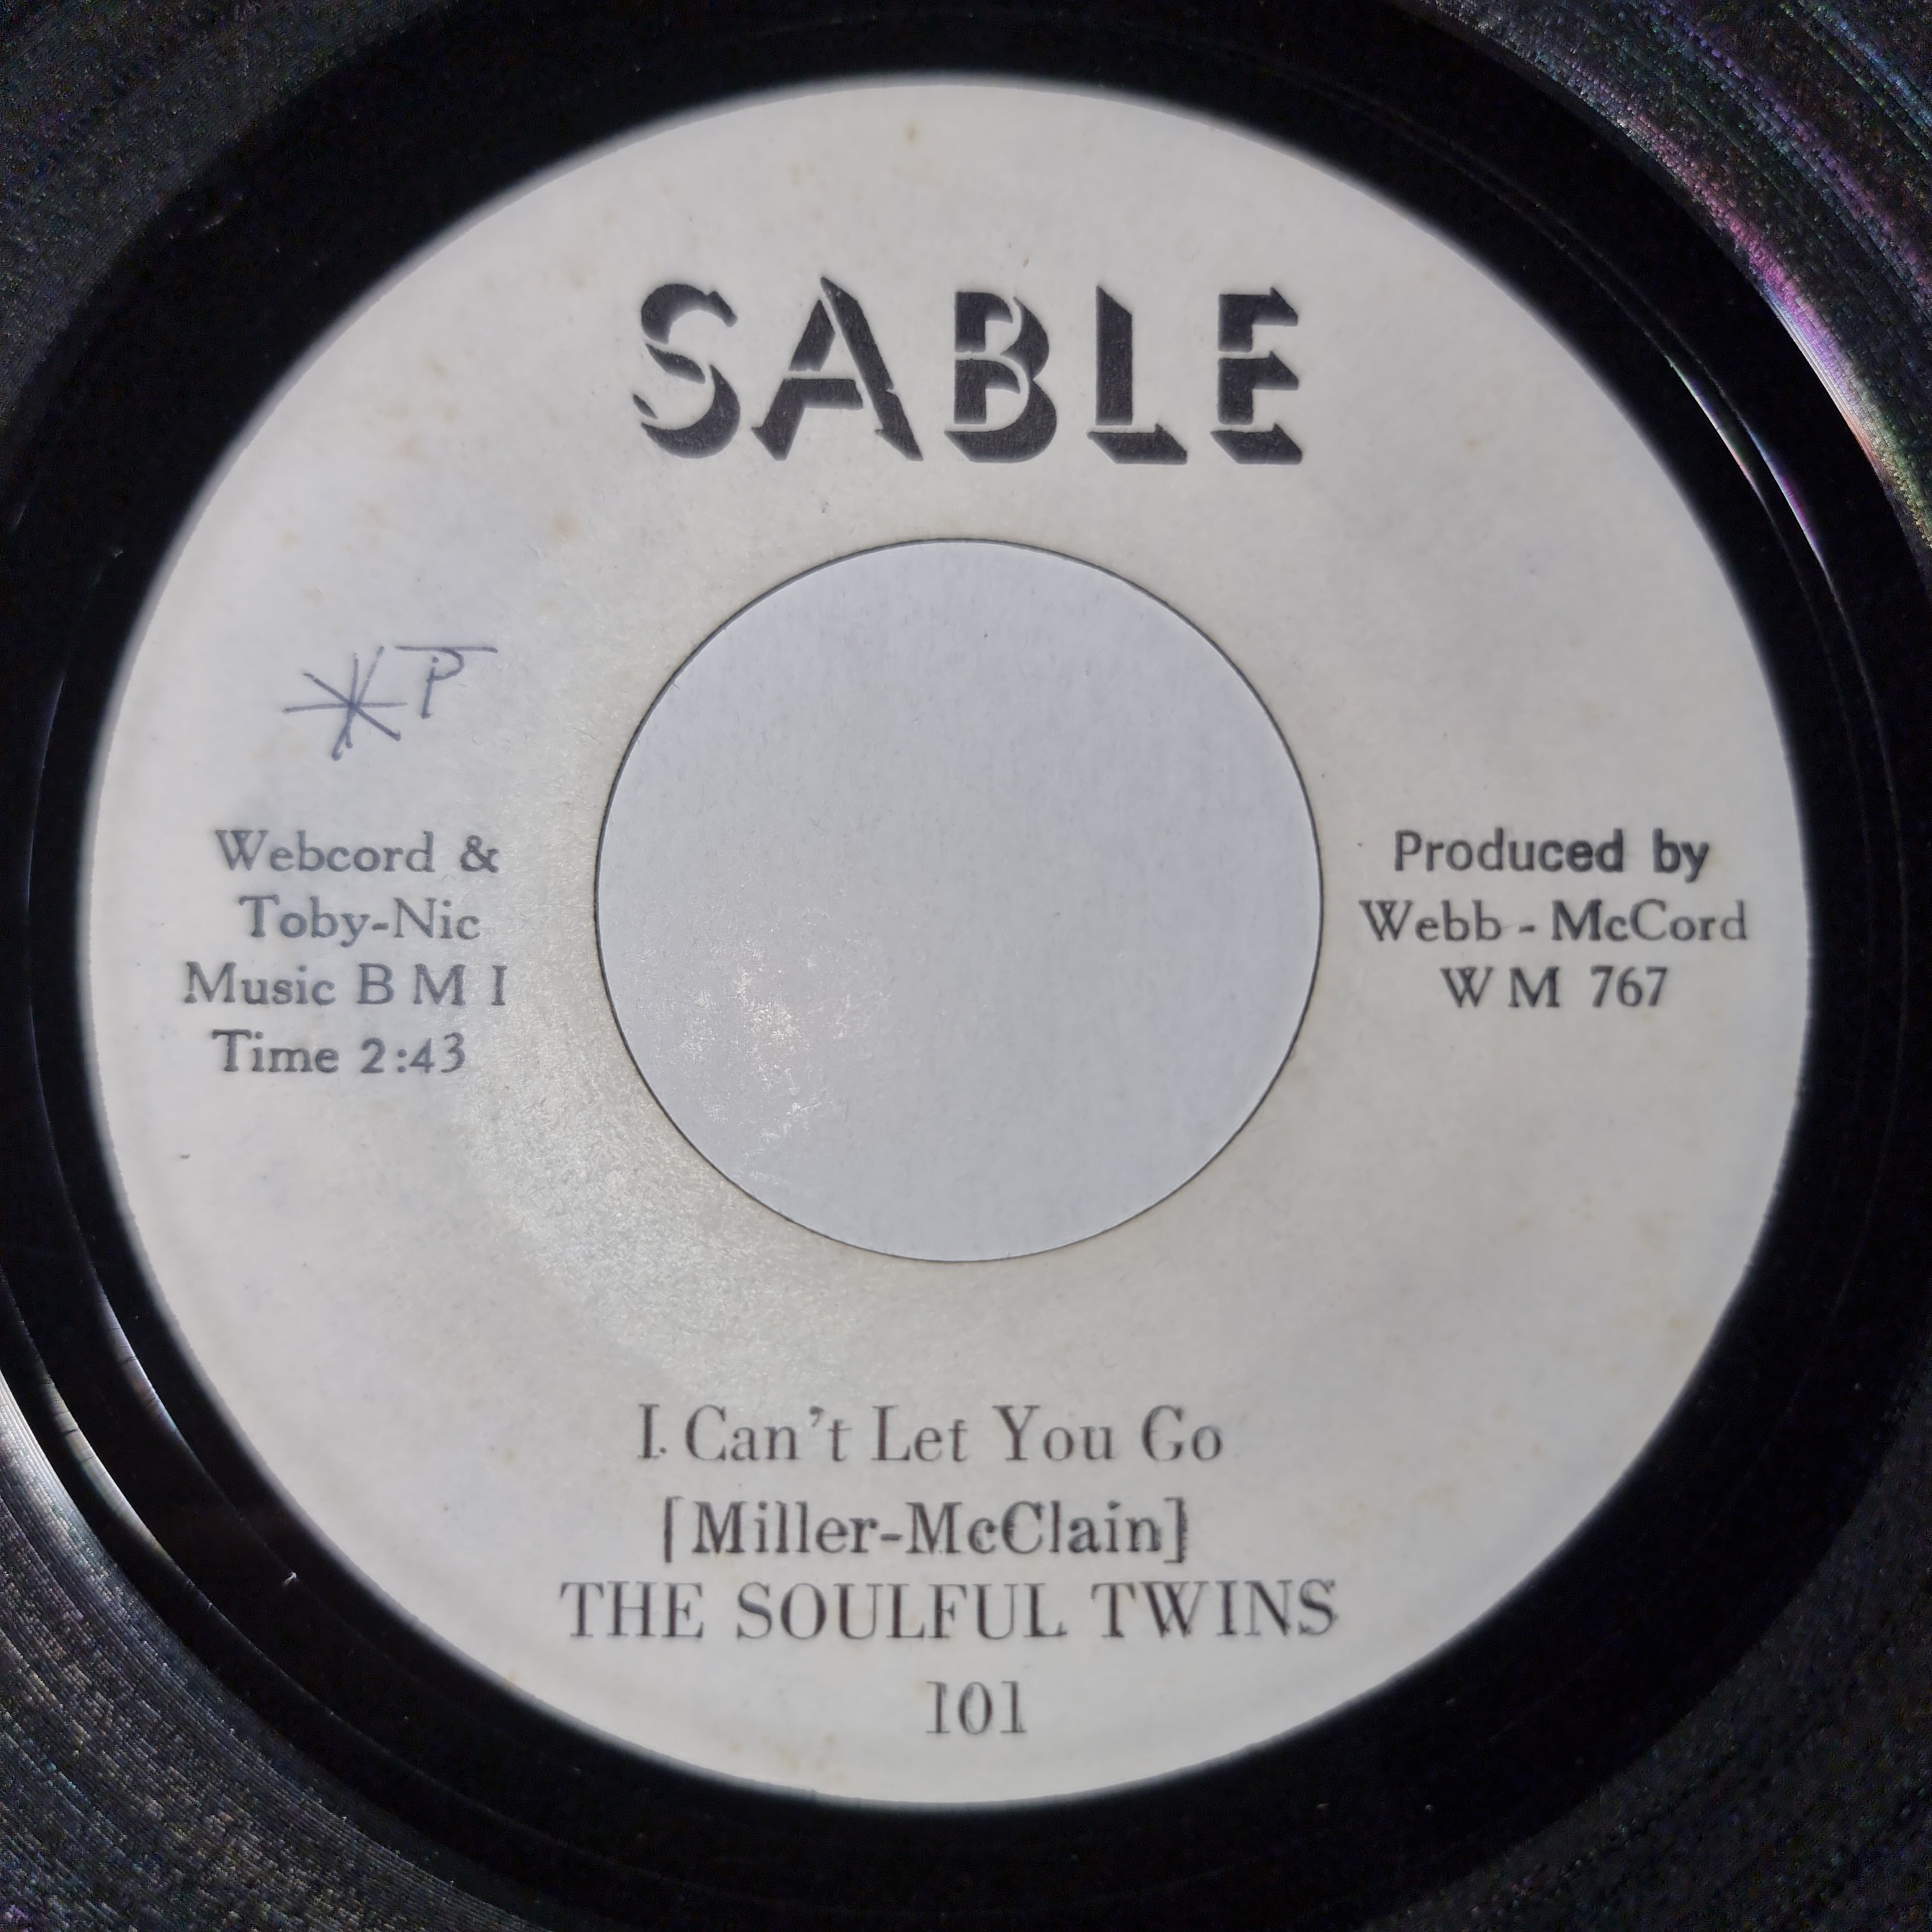 SABLE
Webcord &
Toby-Nic
Music B M I
Time 2:43
Produced by
Webb - McCord
W M 767
I Can't Let You Go
[Miller-McClain]
THE SOULFUL TWINS
101